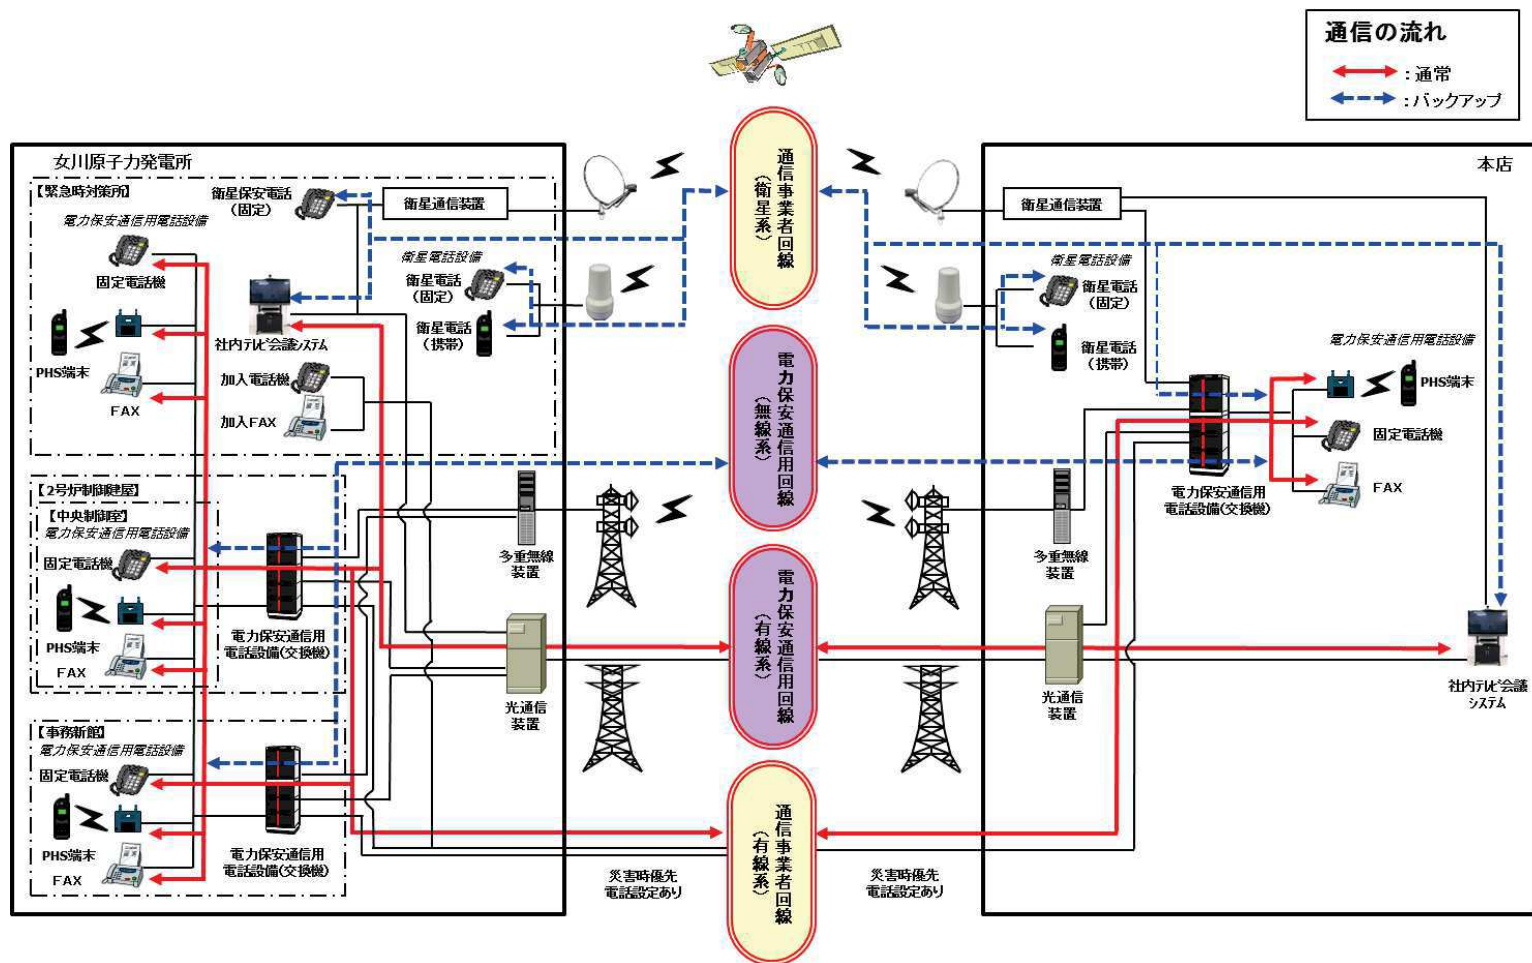 通信の流れ
：通常
：バックアップ
女川原子力発電所
【緊急時対策所】
電力保安通信用電話設備
固定電話機
PHS端末
FAX
衛星保安電話
(固定)
衛星通信装置
社内テレビ会議システム
加入電話機
加入FAX
衛星電話設備
衛星電話
(固定)
衛星電話
(携帯)
【2号炉制御建屋】
【中央制御室】
電力保安通信用電話設備
固定電話機
PHS端末
FAX
電力保安通信用
電話設備(交換機)
多重無線
装置
光通信
装置
【事務新館】
電力保安通信用電話設備
固定電話機
PHS端末
FAX
電力保安通信用
電話設備(交換機)
災害時優先
電話設定あり
通信事業者回線
(衛星系)
電力保安通信用回線
(無線系)
電力保安通信用回線
(有線系)
通信事業者回線
(有線系)
災害時優先
電話設定あり
本店
衛星通信装置
衛星電話設備
衛星電話
(固定)
衛星電話
(携帯)
電力保安通信用電話設備
PHS端末
固定電話機
FAX
電力保安通信用
電話設備(交換機)
多重無線
装置
光通信
装置
社内テレビ会議
システム